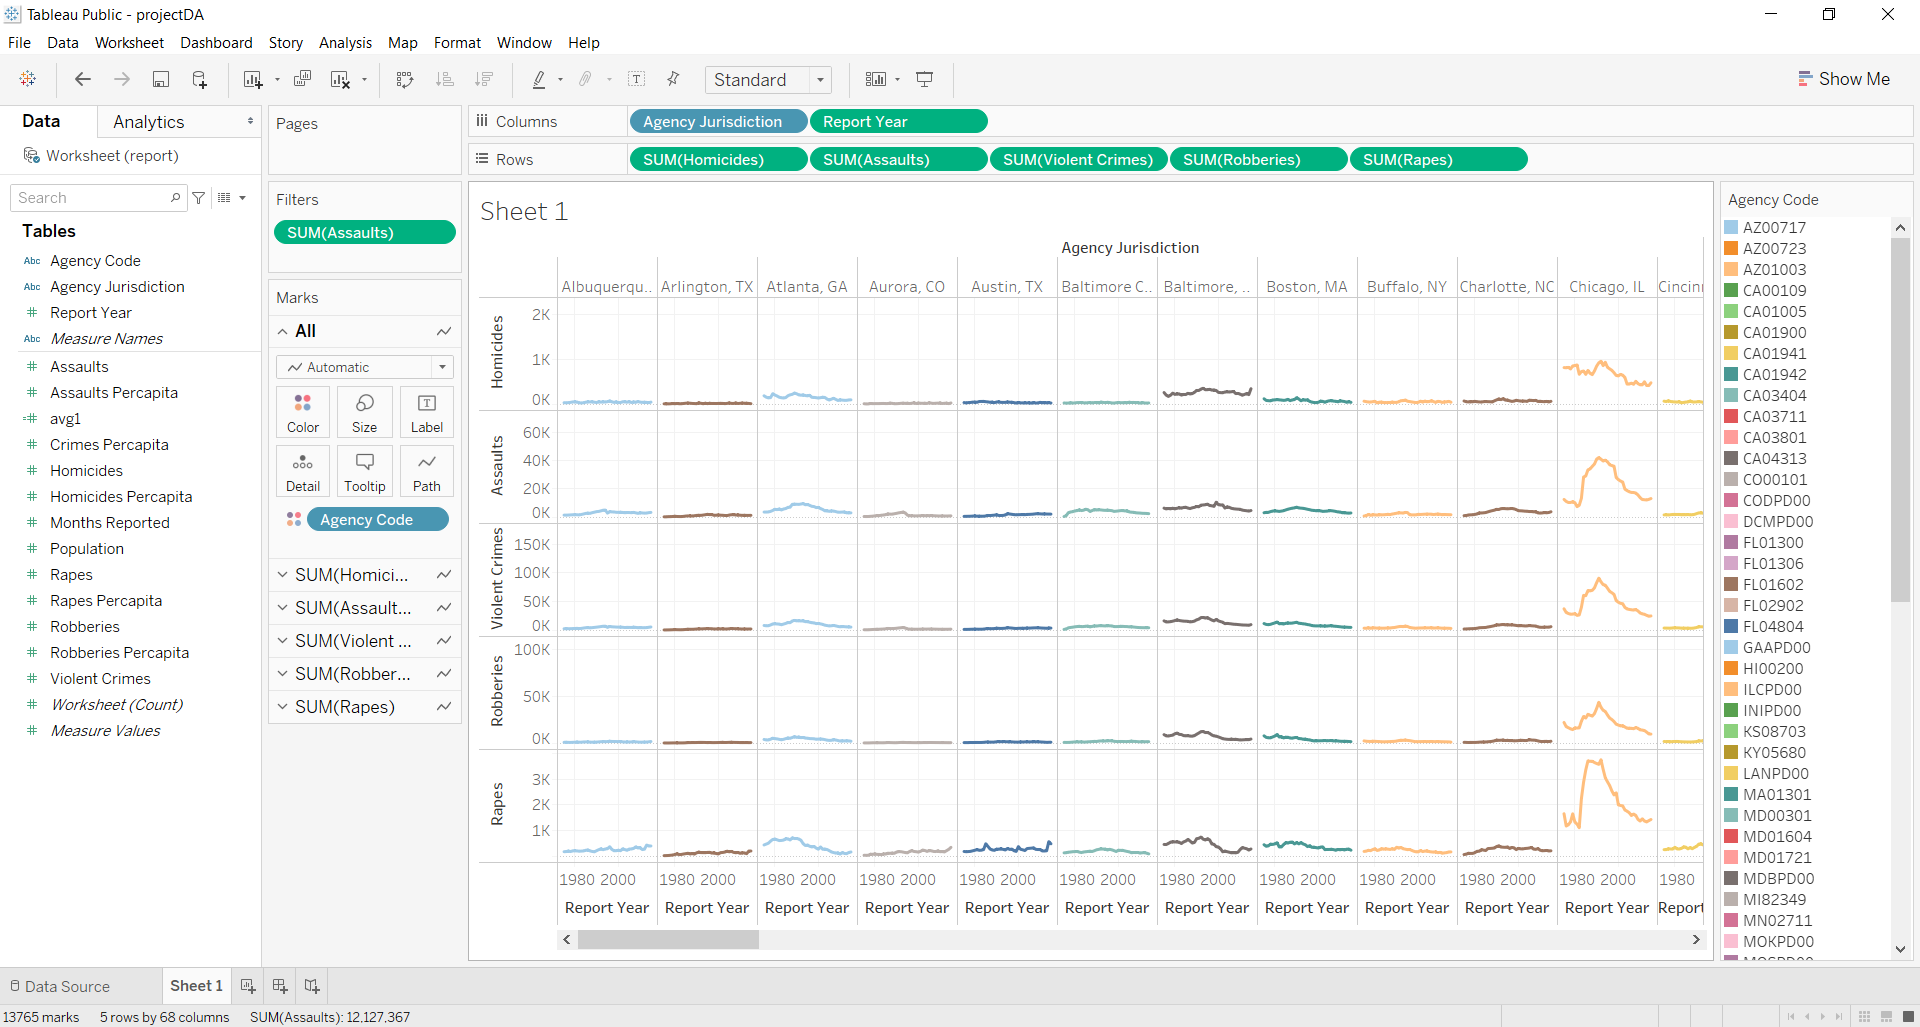 Tableau Public - projectDA
File Data Worksheet Dashboard Story Analysis Map Format Window Help
Standard
Show Me
Data
Analytics
Worksheet (report)
Search
Tables
Abc Agency Code
Abc Agency Jurisdiction
# Report Year
Abc Measure Names
# Assaults
# Assaults Percapita
=# avg1
# Crimes Percapita
# Homicides
# Homicides Percapita
# Months Reported
# Population
# Rapes
# Rapes Percapita
# Robberies
# Robberies Percapita
# Violent Crimes
# Worksheet (Count)
# Measure Values
Pages
Filters
SUM(Assaults)
Marks
All
Automatic
Color Size Label
Detail Tooltip Path
Agency Code
SUM(Homici...
SUM(Assault...
SUM(Violent ...
SUM(Robber...
SUM(Rapes)
Columns Agency Jurisdiction Report Year
Rows SUM(Homicides) SUM(Assaults) SUM(Violent Crimes) SUM(Robberies) SUM(Rapes)
Sheet 1
Agency Jurisdiction
Albuquerqu.. Arlington, TX Atlanta, GA Aurora, CO Austin, TX Baltimore C.. Baltimore, .. Boston, MA Buffalo, NY Charlotte, NC Chicago, IL Cincin
Homicides
2K
1K
0K
Assaults
60K
40K
20K
0K
Violent Crimes
150K
100K
50K
0K
Robberies
100K
50K
0K
Rapes
3K
2K
1K
1980 2000 1980 2000 1980 2000 1980 2000 1980 2000 1980 2000 1980 2000 1980 2000 1980 2000 1980 2000 1980 2000 1980
Report Year Report Year Report Year Report Year Report Year Report Year Report Year Report Year Report Year Report Year Report Year Report
Agency Code
AZ00717
AZ00723
AZ01003
CA00109
CA01005
CA01900
CA01941
CA01942
CA03404
CA03711
CA03801
CA04313
CO00101
CODPD00
DCMPD00
FL01300
FL01306
FL01602
FL02902
FL04804
GAAPD00
HI00200
ILCPD00
INIPD00
KS08703
KY05680
LANPD00
MA01301
MD00301
MD01604
MD01721
MDBPD00
MI82349
MN02711
MOKPD00
Data Source
Sheet 1
13765 marks 5 rows by 68 columns SUM(Assaults): 12,127,367